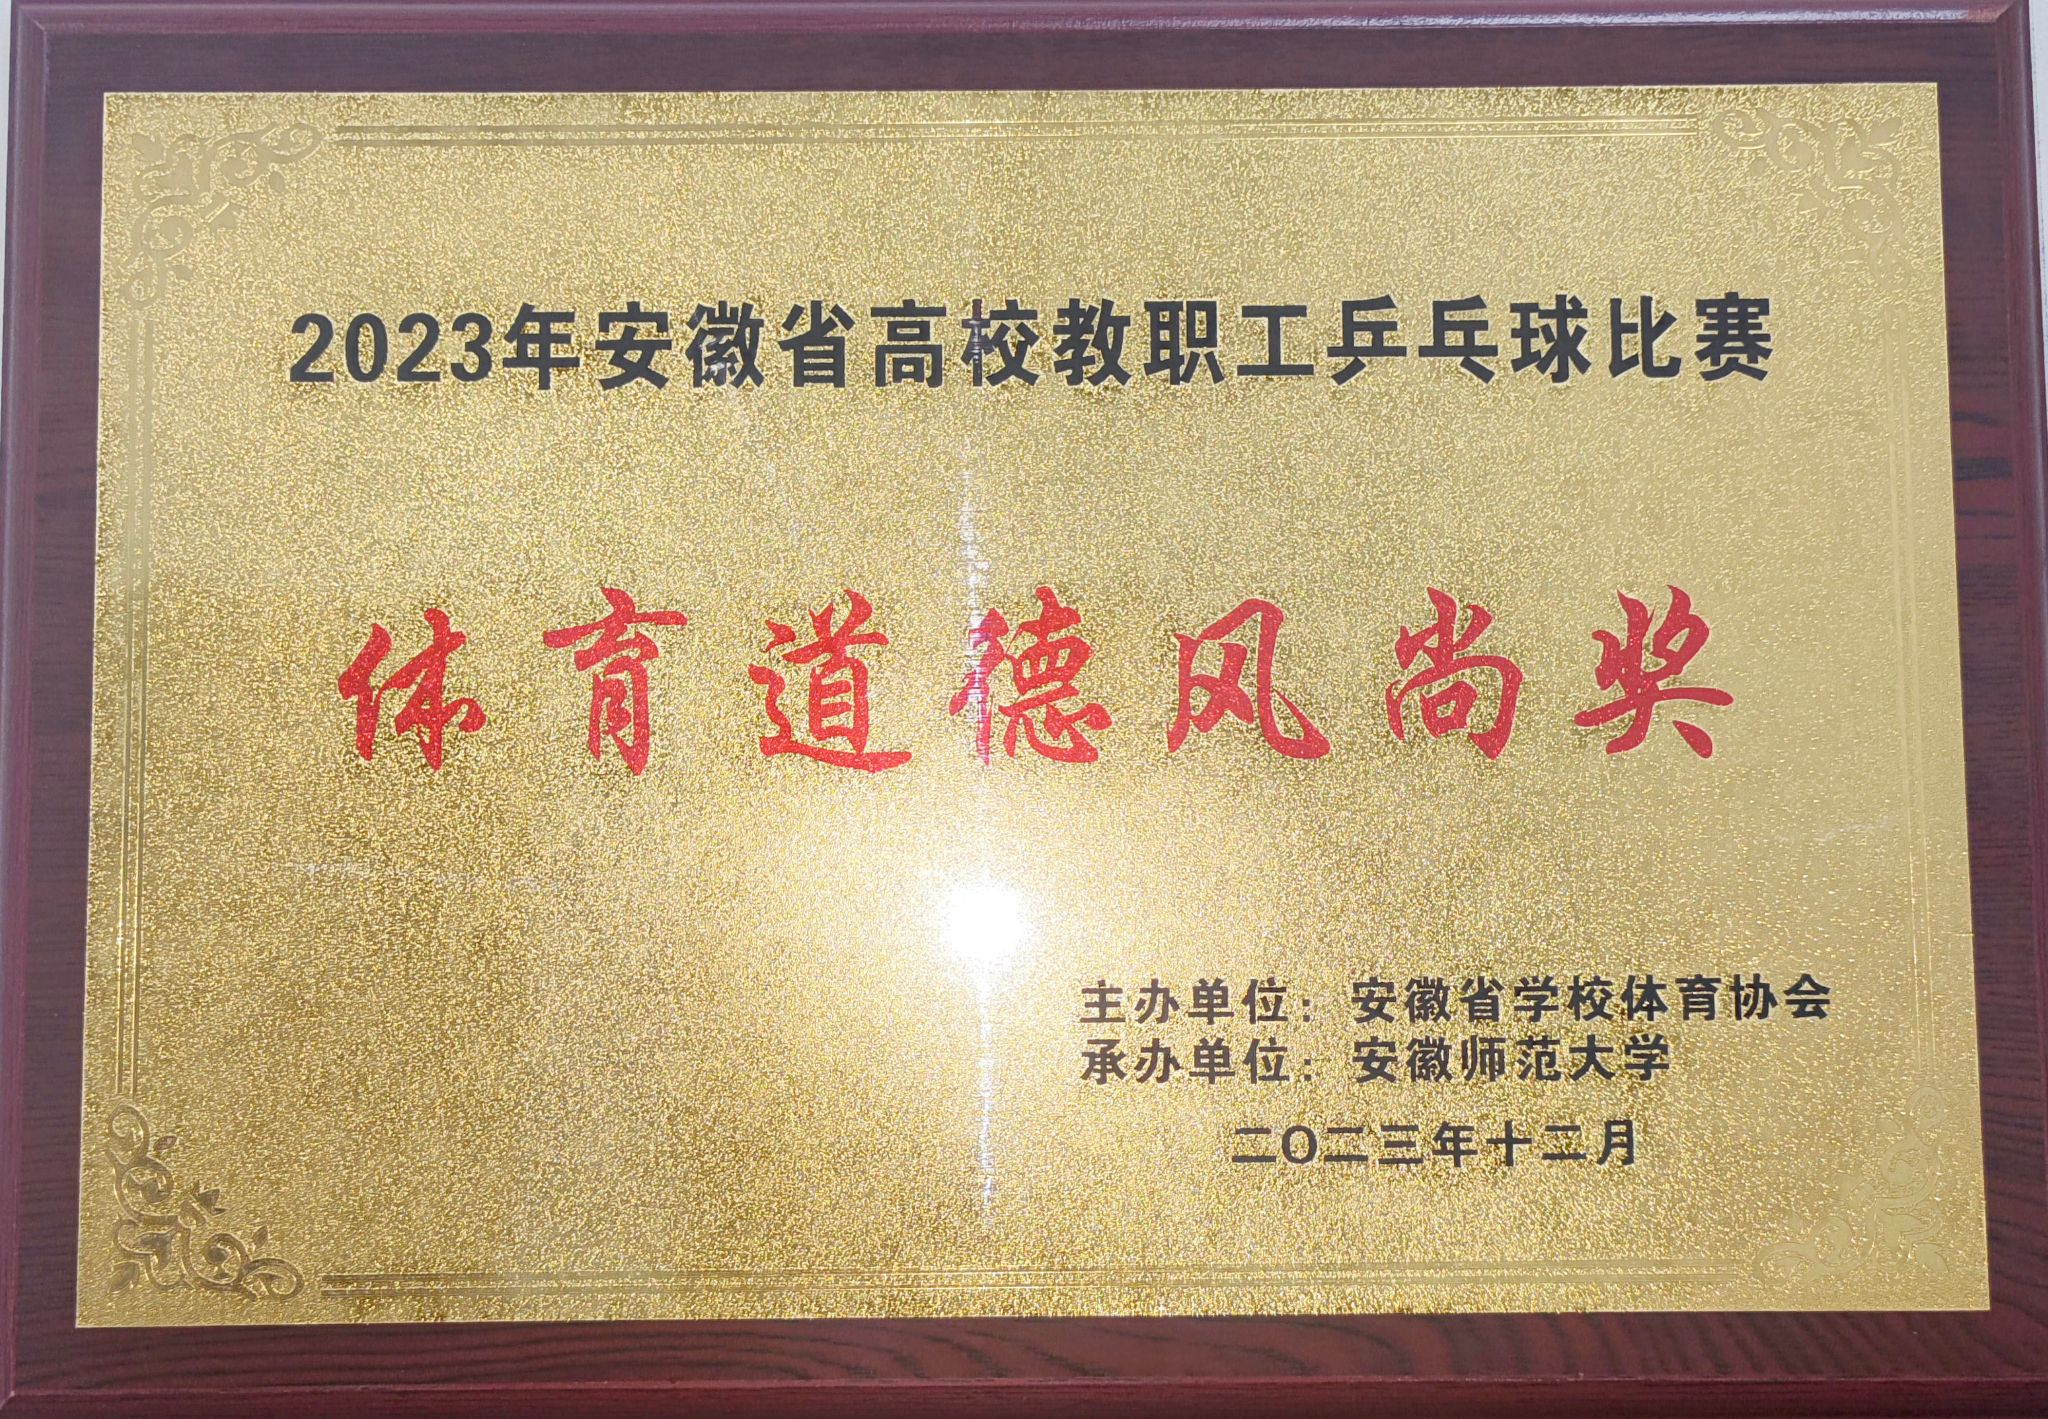 2023年安徽省高校教职工乒乓球比赛
体育道德风尚奖
主办单位：安徽省学校体育协会
承办单位：安徽师范大学
二〇二三年十二月